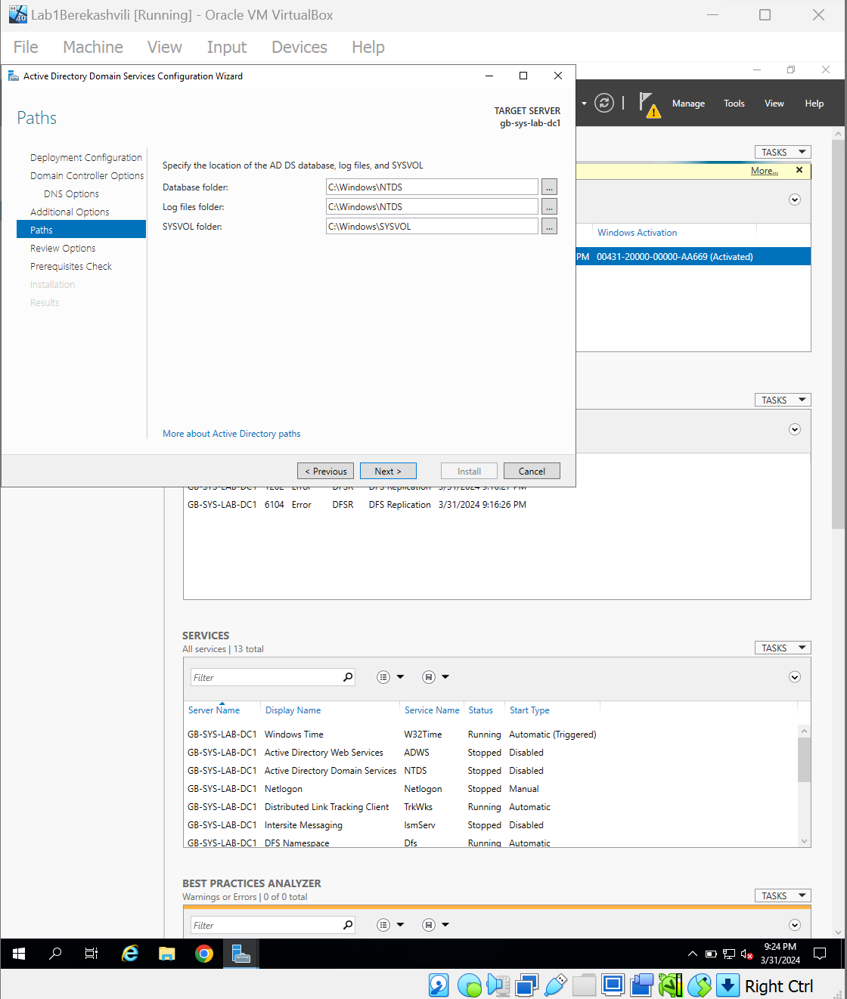 Lab1Berekashvili [Running] - Oracle VM VirtualBox
File Machine View Input Devices Help
Active Directory Domain Services Configuration Wizard
Manage Tools View Help
Paths
TARGET SERVER
gb-sys-lab-dc1
Deployment Configuration
Domain Controller Options
DNS Options
Additional Options
Paths
Review Options
Prerequisites Check
Installation
Results
Specify the location of the AD DS database, log files, and SYSVOL
Database folder: C:\Windows\NTDS ...
Log files folder: C:\Windows\NTDS ...
SYSVOL folder: C:\Windows\SYSVOL ...
More about Active Directory paths
< Previous Next > Install Cancel
TASKS
More...
Windows Activation
PM 00431-20000-00000-AA669 (Activated)
TASKS
GB-SYS-LAB-DC1 1202 Error DFSR DFS Replication 3/31/2024 9:16:27 PM
GB-SYS-LAB-DC1 6104 Error DFSR DFS Replication 3/31/2024 9:16:26 PM
SERVICES
All services | 13 total
TASKS
Filter
Server Name Display Name Service Name Status Start Type
GB-SYS-LAB-DC1 Windows Time W32Time Running Automatic (Triggered)
GB-SYS-LAB-DC1 Active Directory Web Services ADWS Stopped Disabled
GB-SYS-LAB-DC1 Active Directory Domain Services NTDS Stopped Disabled
GB-SYS-LAB-DC1 Netlogon Netlogon Stopped Manual
GB-SYS-LAB-DC1 Distributed Link Tracking Client TrkWks Running Automatic
GB-SYS-LAB-DC1 Intersite Messaging IsmServ Stopped Disabled
GB-SYS-LAB-DC1 DFS Namespace Dfs Running Automatic
BEST PRACTICES ANALYZER
Warnings or Errors | 0 of 0 total
TASKS
Filter
9:24 PM
3/31/2024
Right Ctrl